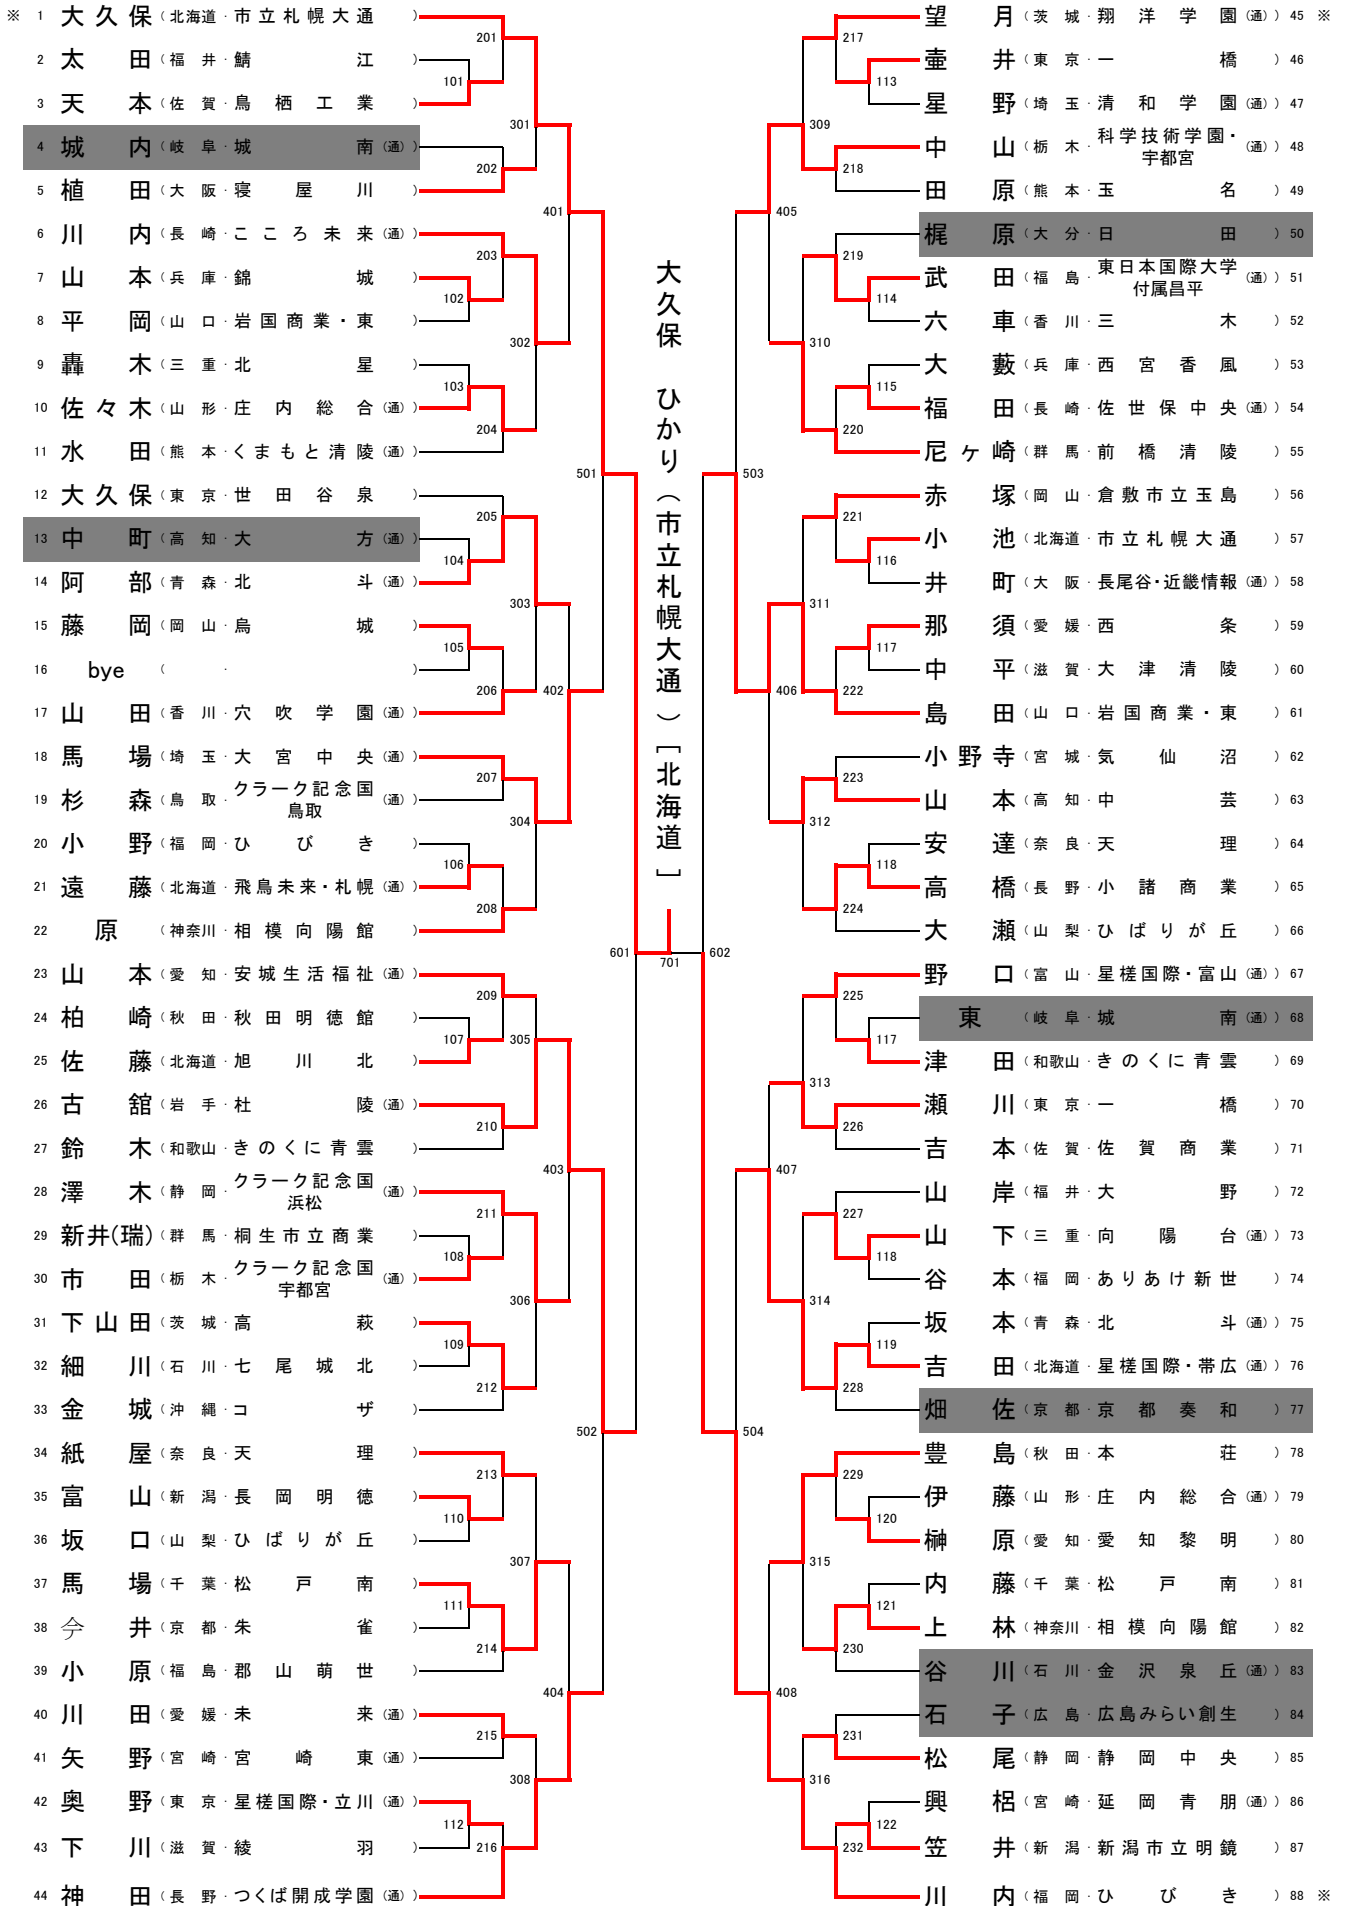 ※ 1 大久保 (北海道・市立札幌大通)
2 太田 (福井・鯖江)
3 天本 (佐賀・鳥栖工業)
4 城内 (岐阜・城南(通))
5 植田 (大阪・寝屋川)
6 川内 (長崎・こころ未来(通))
7 山本 (兵庫・錦城)
8 平岡 (山口・岩国商業・東)
9 轟木 (三重・北星)
10 佐々木 (山形・庄内総合(通))
11 水田 (熊本・くまもと清陵(通))
12 大久保 (東京・世田谷泉)
13 中町 (高知・大方(通))
14 阿部 (青森・北斗(通))
15 藤岡 (岡山・烏城)
16 bye (・)
17 山田 (香川・穴吹学園(通))
18 馬場 (埼玉・大宮中央(通))
19 杉森 (鳥取・クラーク記念国鳥取(通))
20 小野 (福岡・ひびき)
21 遠藤 (北海道・飛鳥未来・札幌(通))
22 原 (神奈川・相模向陽館)
23 山本 (愛知・安城生活福祉(通))
24 柏崎 (秋田・秋田明徳館)
25 佐藤 (北海道・旭川北)
26 古舘 (岩手・杜陵(通))
27 鈴木 (和歌山・きのくに青雲)
28 澤木 (静岡・クラーク記念国浜松(通))
29 新井(瑞) (群馬・桐生市立商業)
30 市田 (栃木・クラーク記念国宇都宮(通))
31 下山田 (茨城・高萩)
32 細川 (石川・七尾城北)
33 金城 (沖縄・コザ)
34 紙屋 (奈良・天理)
35 富山 (新潟・長岡明徳)
36 坂口 (山梨・ひばりが丘)
37 馬場 (千葉・松戸南)
38 今井 (京都・朱雀)
39 小原 (福島・郡山萌世)
40 川田 (愛媛・未来(通))
41 矢野 (宮崎・宮崎東(通))
42 奥野 (東京・星槎国際・立川(通))
43 下川 (滋賀・綾羽)
44 神田 (長野・つくば開成学園(通))
101
102
103
104
105
106
107
108
109
110
111
112
201
202
203
204
205
206
207
208
209
210
211
212
213
214
215
216
301
302
303
304
305
306
307
308
401
402
403
404
501
502
601
大久保 ひかり(市立札幌大通)[北海道]
701
602
503
504
405
406
407
408
309
310
311
312
313
314
315
316
217
218
219
220
221
222
223
224
225
226
227
228
229
230
231
232
113
114
115
116
117
118
117
118
119
120
121
122
望月 (茨城・翔洋学園(通)) 45 ※
壷井 (東京・一橋) 46
星野 (埼玉・清和学園(通)) 47
中山 (栃木・科学技術学園・宇都宮(通)) 48
田原 (熊本・玉名) 49
梶原 (大分・日田) 50
武田 (福島・東日本国際大学付属昌平(通)) 51
六車 (香川・三木) 52
大藪 (兵庫・西宮香風) 53
福田 (長崎・佐世保中央(通)) 54
尼ヶ崎 (群馬・前橋清陵) 55
赤塚 (岡山・倉敷市立玉島) 56
小池 (北海道・市立札幌大通) 57
井町 (大阪・長尾谷・近畿情報(通)) 58
那須 (愛媛・西条) 59
中平 (滋賀・大津清陵) 60
島田 (山口・岩国商業・東) 61
小野寺 (宮城・気仙沼) 62
山本 (高知・中芸) 63
安達 (奈良・天理) 64
高橋 (長野・小諸商業) 65
大瀬 (山梨・ひばりが丘) 66
野口 (富山・星槎国際・富山(通)) 67
東 (岐阜・城南(通)) 68
津田 (和歌山・きのくに青雲) 69
瀬川 (東京・一橋) 70
吉本 (佐賀・佐賀商業) 71
山岸 (福井・大野) 72
山下 (三重・向陽台(通)) 73
谷本 (福岡・ありあけ新世) 74
坂本 (青森・北斗(通)) 75
吉田 (北海道・星槎国際・帯広(通)) 76
畑佐 (京都・京都奏和) 77
豊島 (秋田・本荘) 78
伊藤 (山形・庄内総合(通)) 79
榊原 (愛知・愛知黎明) 80
内藤 (千葉・松戸南) 81
上林 (神奈川・相模向陽館) 82
谷川 (石川・金沢泉丘(通)) 83
石子 (広島・広島みらい創生) 84
松尾 (静岡・静岡中央) 85
興梠 (宮崎・延岡青朋(通)) 86
笠井 (新潟・新潟市立明鏡) 87
川内 (福岡・ひびき) 88 ※